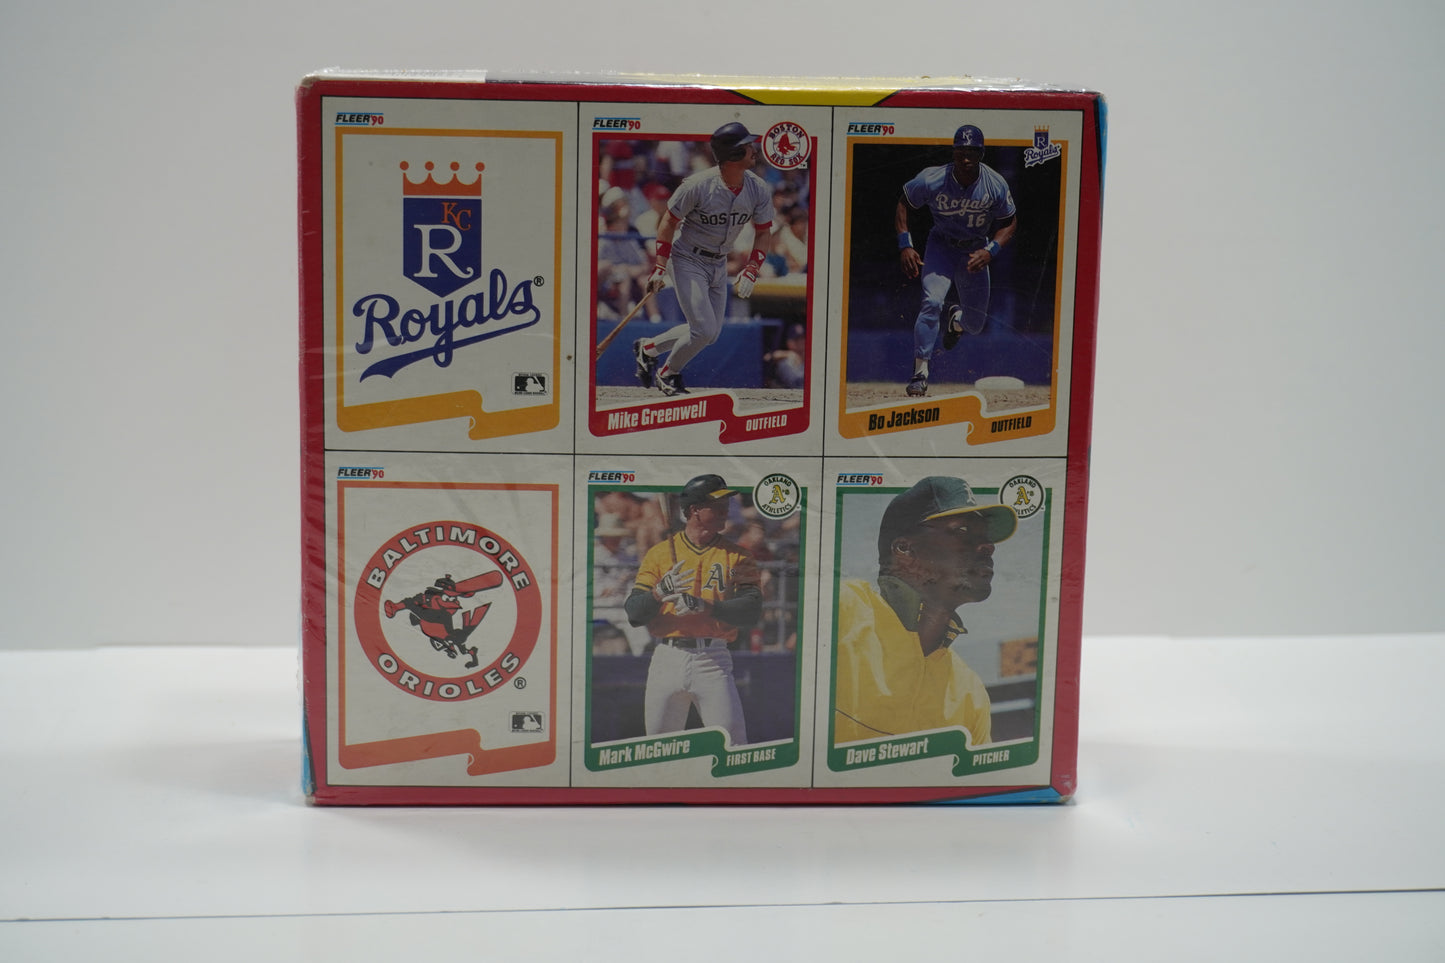 FLEER'90
KC
R
Royals®
FLEER'90
BOSTON
RED SOX
BOSTON
Mike Greenwell
OUTFIELD
FLEER'90
R
Royals
KC
Royals
16
Bo Jackson
OUTFIELD
FLEER'90
BALTIMORE
ORIOLES®
FLEER'90
OAKLAND
A's
ATHLETICS
A
Mark McGwire
FIRST BASE
FLEER'90
OAKLAND
A's
ATHLETICS
Dave Stewart
PITCHER